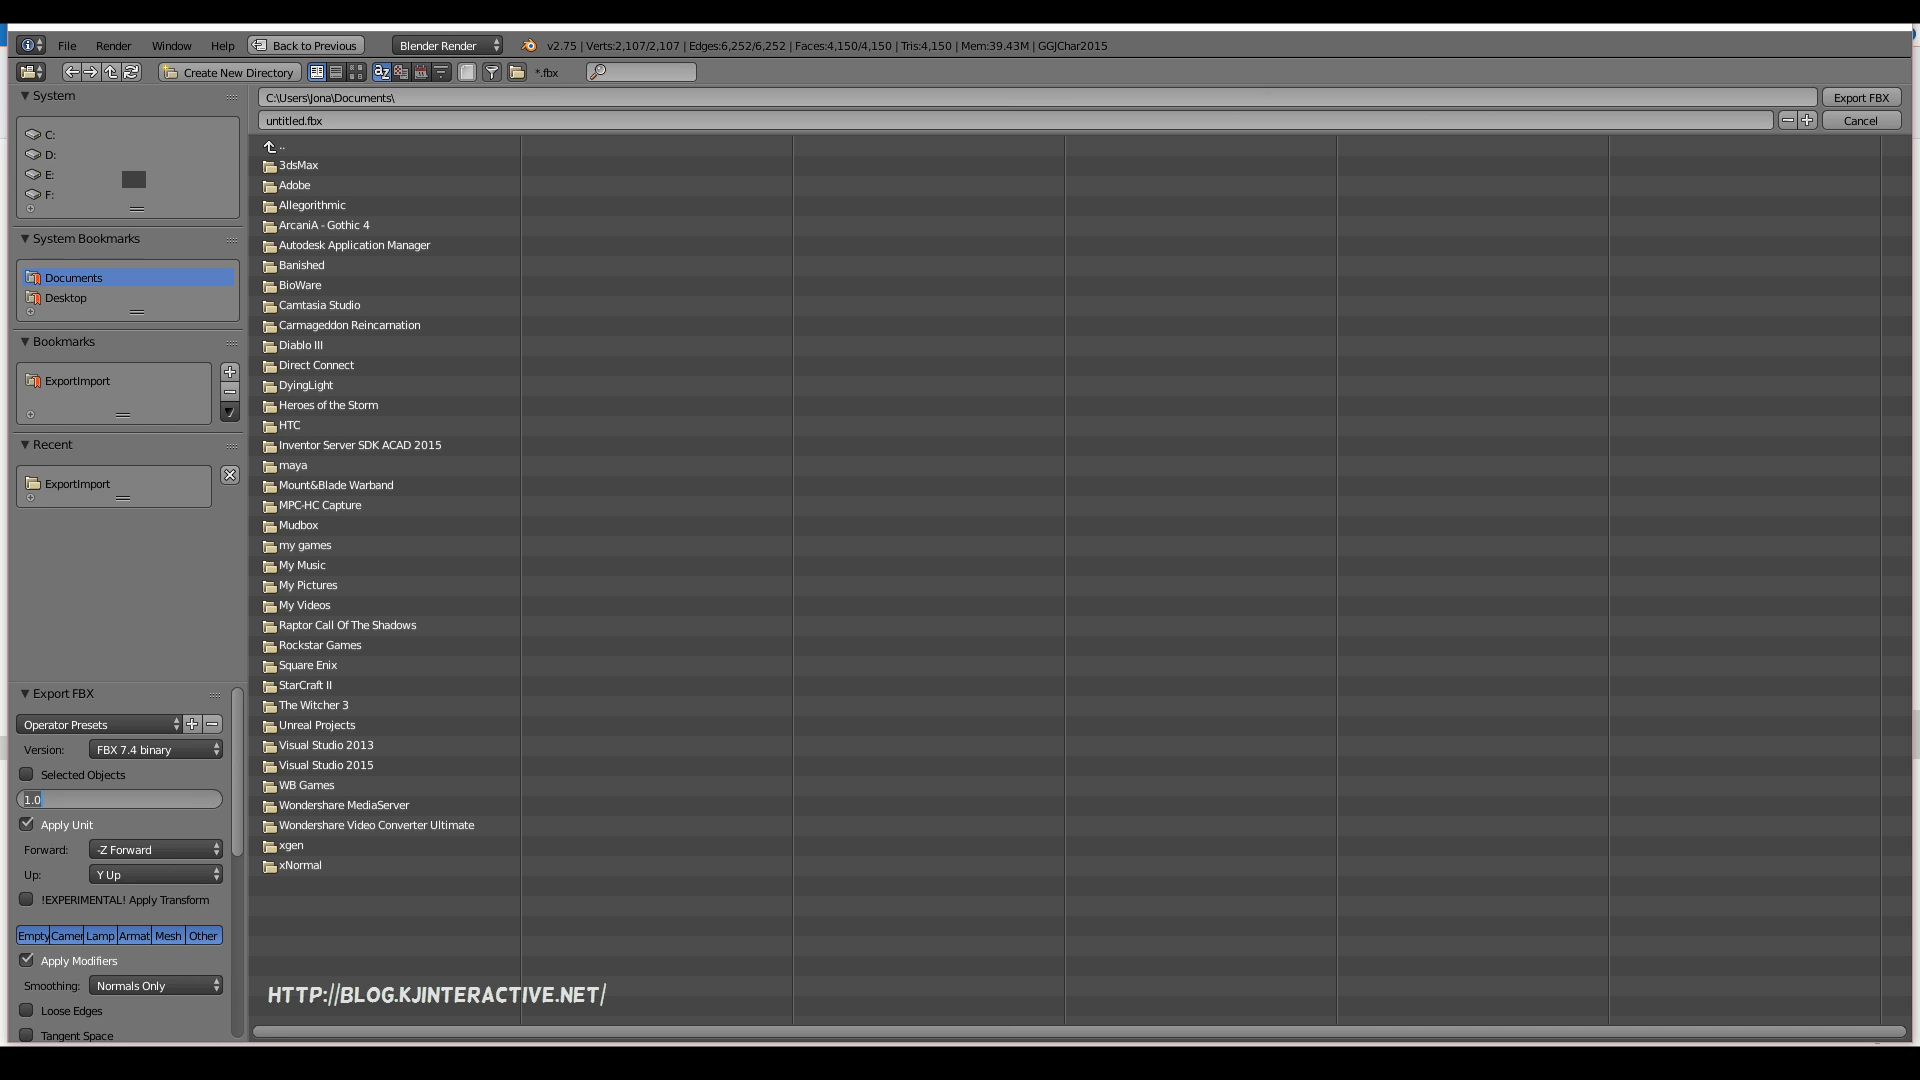 File Render Window Help Back to Previous Blender Render v2.75 | Verts:2,107/2,107 | Edges:6,252/6,252 | Faces:4,150/4,150 | Tris:4,150 | Mem:39.43M | GGJChar2015
Create New Directory *.fbx
System
C:\Users\Jona\Documents\ Export FBX
untitled.fbx Cancel
C:
D:
E:
F:
System Bookmarks
Documents
Desktop
Bookmarks
ExportImport
Recent
ExportImport
Export FBX
Operator Presets
Version: FBX 7.4 binary
Selected Objects
1.0
Apply Unit
Forward: -Z Forward
Up: Y Up
!EXPERIMENTAL! Apply Transform
Empty Camer Lamp Armat Mesh Other
Apply Modifiers
Smoothing: Normals Only
Loose Edges
Tangent Space
..
3dsMax
Adobe
Allegorithmic
ArcaniA - Gothic 4
Autodesk Application Manager
Banished
BioWare
Camtasia Studio
Carmageddon Reincarnation
Diablo III
Direct Connect
DyingLight
Heroes of the Storm
HTC
Inventor Server SDK ACAD 2015
maya
Mount&Blade Warband
MPC-HC Capture
Mudbox
my games
My Music
My Pictures
My Videos
Raptor Call Of The Shadows
Rockstar Games
Square Enix
StarCraft II
The Witcher 3
Unreal Projects
Visual Studio 2013
Visual Studio 2015
WB Games
Wondershare MediaServer
Wondershare Video Converter Ultimate
xgen
xNormal
HTTP://BLOG.KJINTERACTIVE.NET/